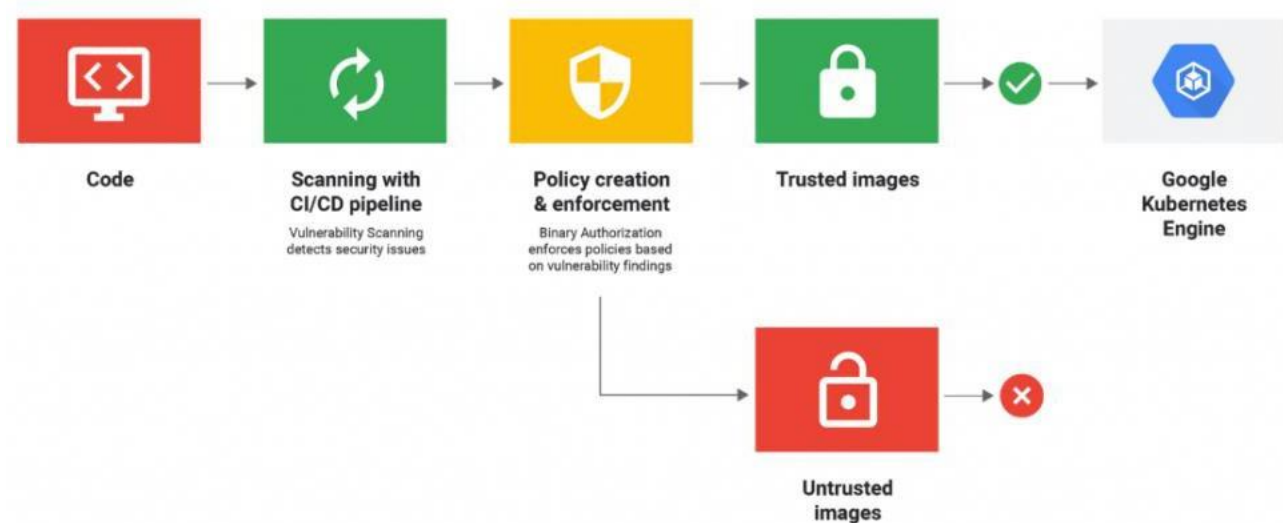 Code
Scanning with
CI/CD pipeline
Vulnerability Scanning
detects security issues
Policy creation
& enforcement
Binary Authorization
enforces policies based
on vulnerability findings
Trusted images
Google
Kubernetes
Engine
Untrusted
images